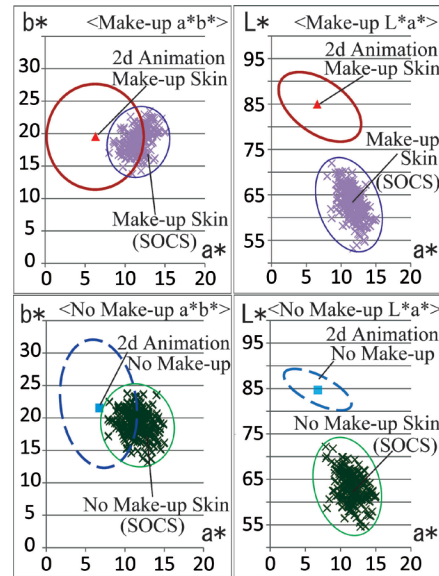 b* <Make-up a*b*>
35
30
25
20
15
10
5
0
2d Animation
Make-up Skin
Make-up Skin
(SOCS)
a*
0 5 10 15 20
L* <Make-up L*a*>
95
85
75
65
55
2d Animation
Make-up Skin
Make-up
Skin
(SOCS)
a*
0 5 10 15 20
b* <No Make-up a*b*>
35
30
25
20
15
10
5
0
2d Animation
No Make-up
No Make-up Skin
(SOCS)
a*
0 5 10 15 20
L* <No Make-up L*a*>
95
85
75
65
55
2d Animation
No Make-up
No Make-up Skin
(SOCS)
a*
0 5 10 15 20